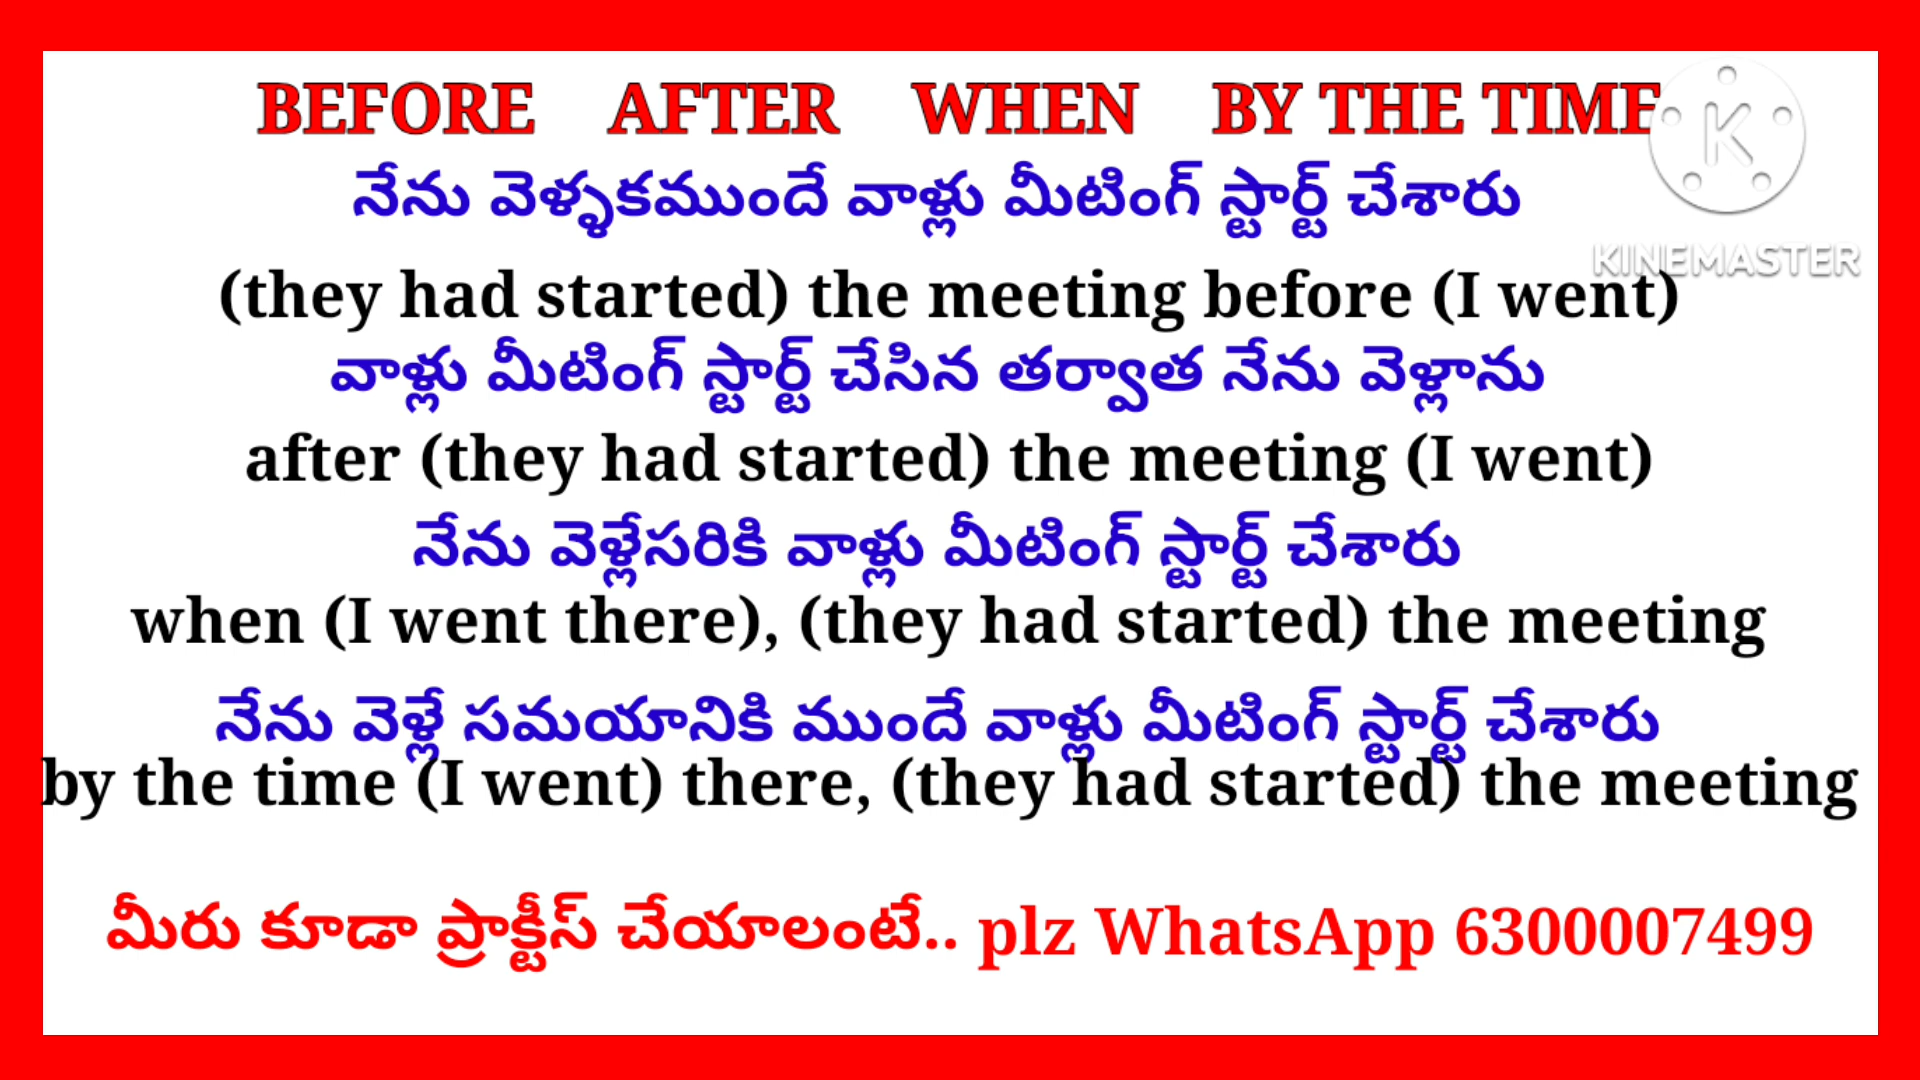 BEFORE AFTER WHEN BY THE TIME
నేను వెళ్ళకముందే వాళ్లు మీటింగ్ స్టార్ట్ చేశారు
(they had started) the meeting before (I went)
వాళ్లు మీటింగ్ స్టార్ట్ చేసిన తర్వాత నేను వెళ్లాను
after (they had started) the meeting (I went)
నేను వెళ్లేసరికి వాళ్లు మీటింగ్ స్టార్ట్ చేశారు
when (I went there), (they had started) the meeting
నేను వెళ్లే సమయానికి ముందే వాళ్లు మీటింగ్ స్టార్ట్ చేశారు
by the time (I went) there, (they had started) the meeting
మీరు కూడా ప్రాక్టీస్ చేయాలంటే.. plz WhatsApp 6300007499
K
KINEMASTER